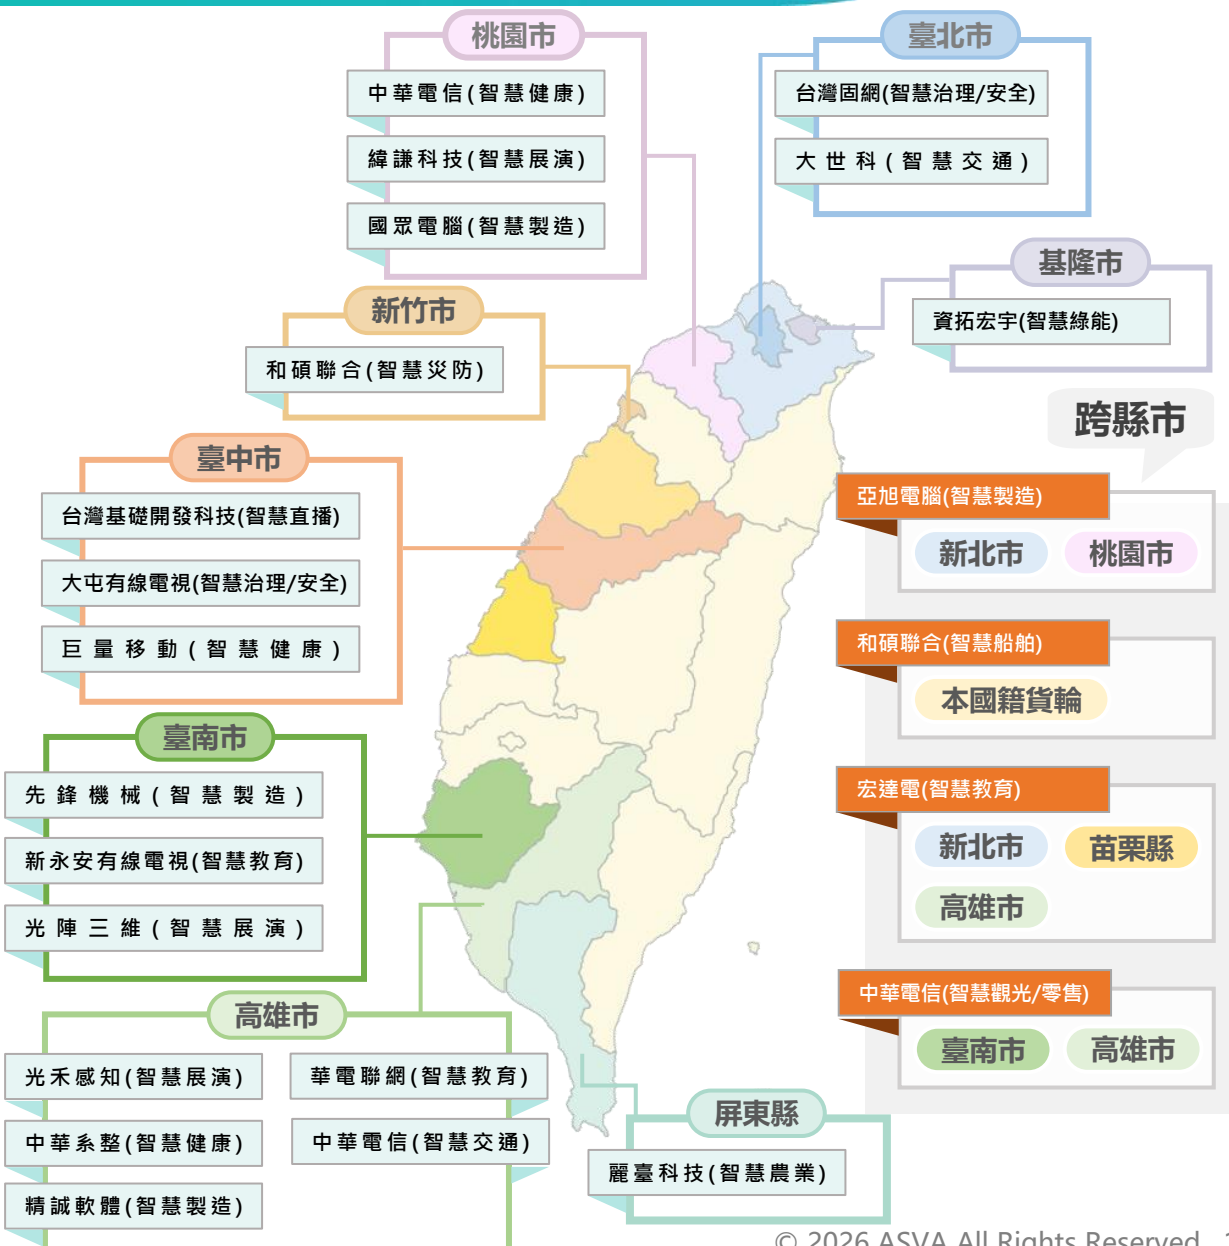 桃園市
中華電信(智慧健康)
緯謙科技(智慧展演)
國眾電腦(智慧製造)
臺北市
台灣固網(智慧治理/安全)
大世科(智慧交通)
基隆市
資拓宏宇(智慧綠能)
新竹市
和碩聯合(智慧災防)
臺中市
台灣基礎開發科技(智慧直播)
大屯有線電視(智慧治理/安全)
巨量移動(智慧健康)
臺南市
先鋒機械(智慧製造)
新永安有線電視(智慧教育)
光陣三維(智慧展演)
高雄市
光禾感知(智慧展演)
中華系整(智慧健康)
精誠軟體(智慧製造)
華電聯網(智慧教育)
中華電信(智慧交通)
屏東縣
麗臺科技(智慧農業)
跨縣市
亞旭電腦(智慧製造)
新北市 桃園市
和碩聯合(智慧船舶)
本國籍貨輪
宏達電(智慧教育)
新北市 苗栗縣
高雄市
中華電信(智慧觀光/零售)
臺南市 高雄市
© 2026 ASVA All Rights Reserved